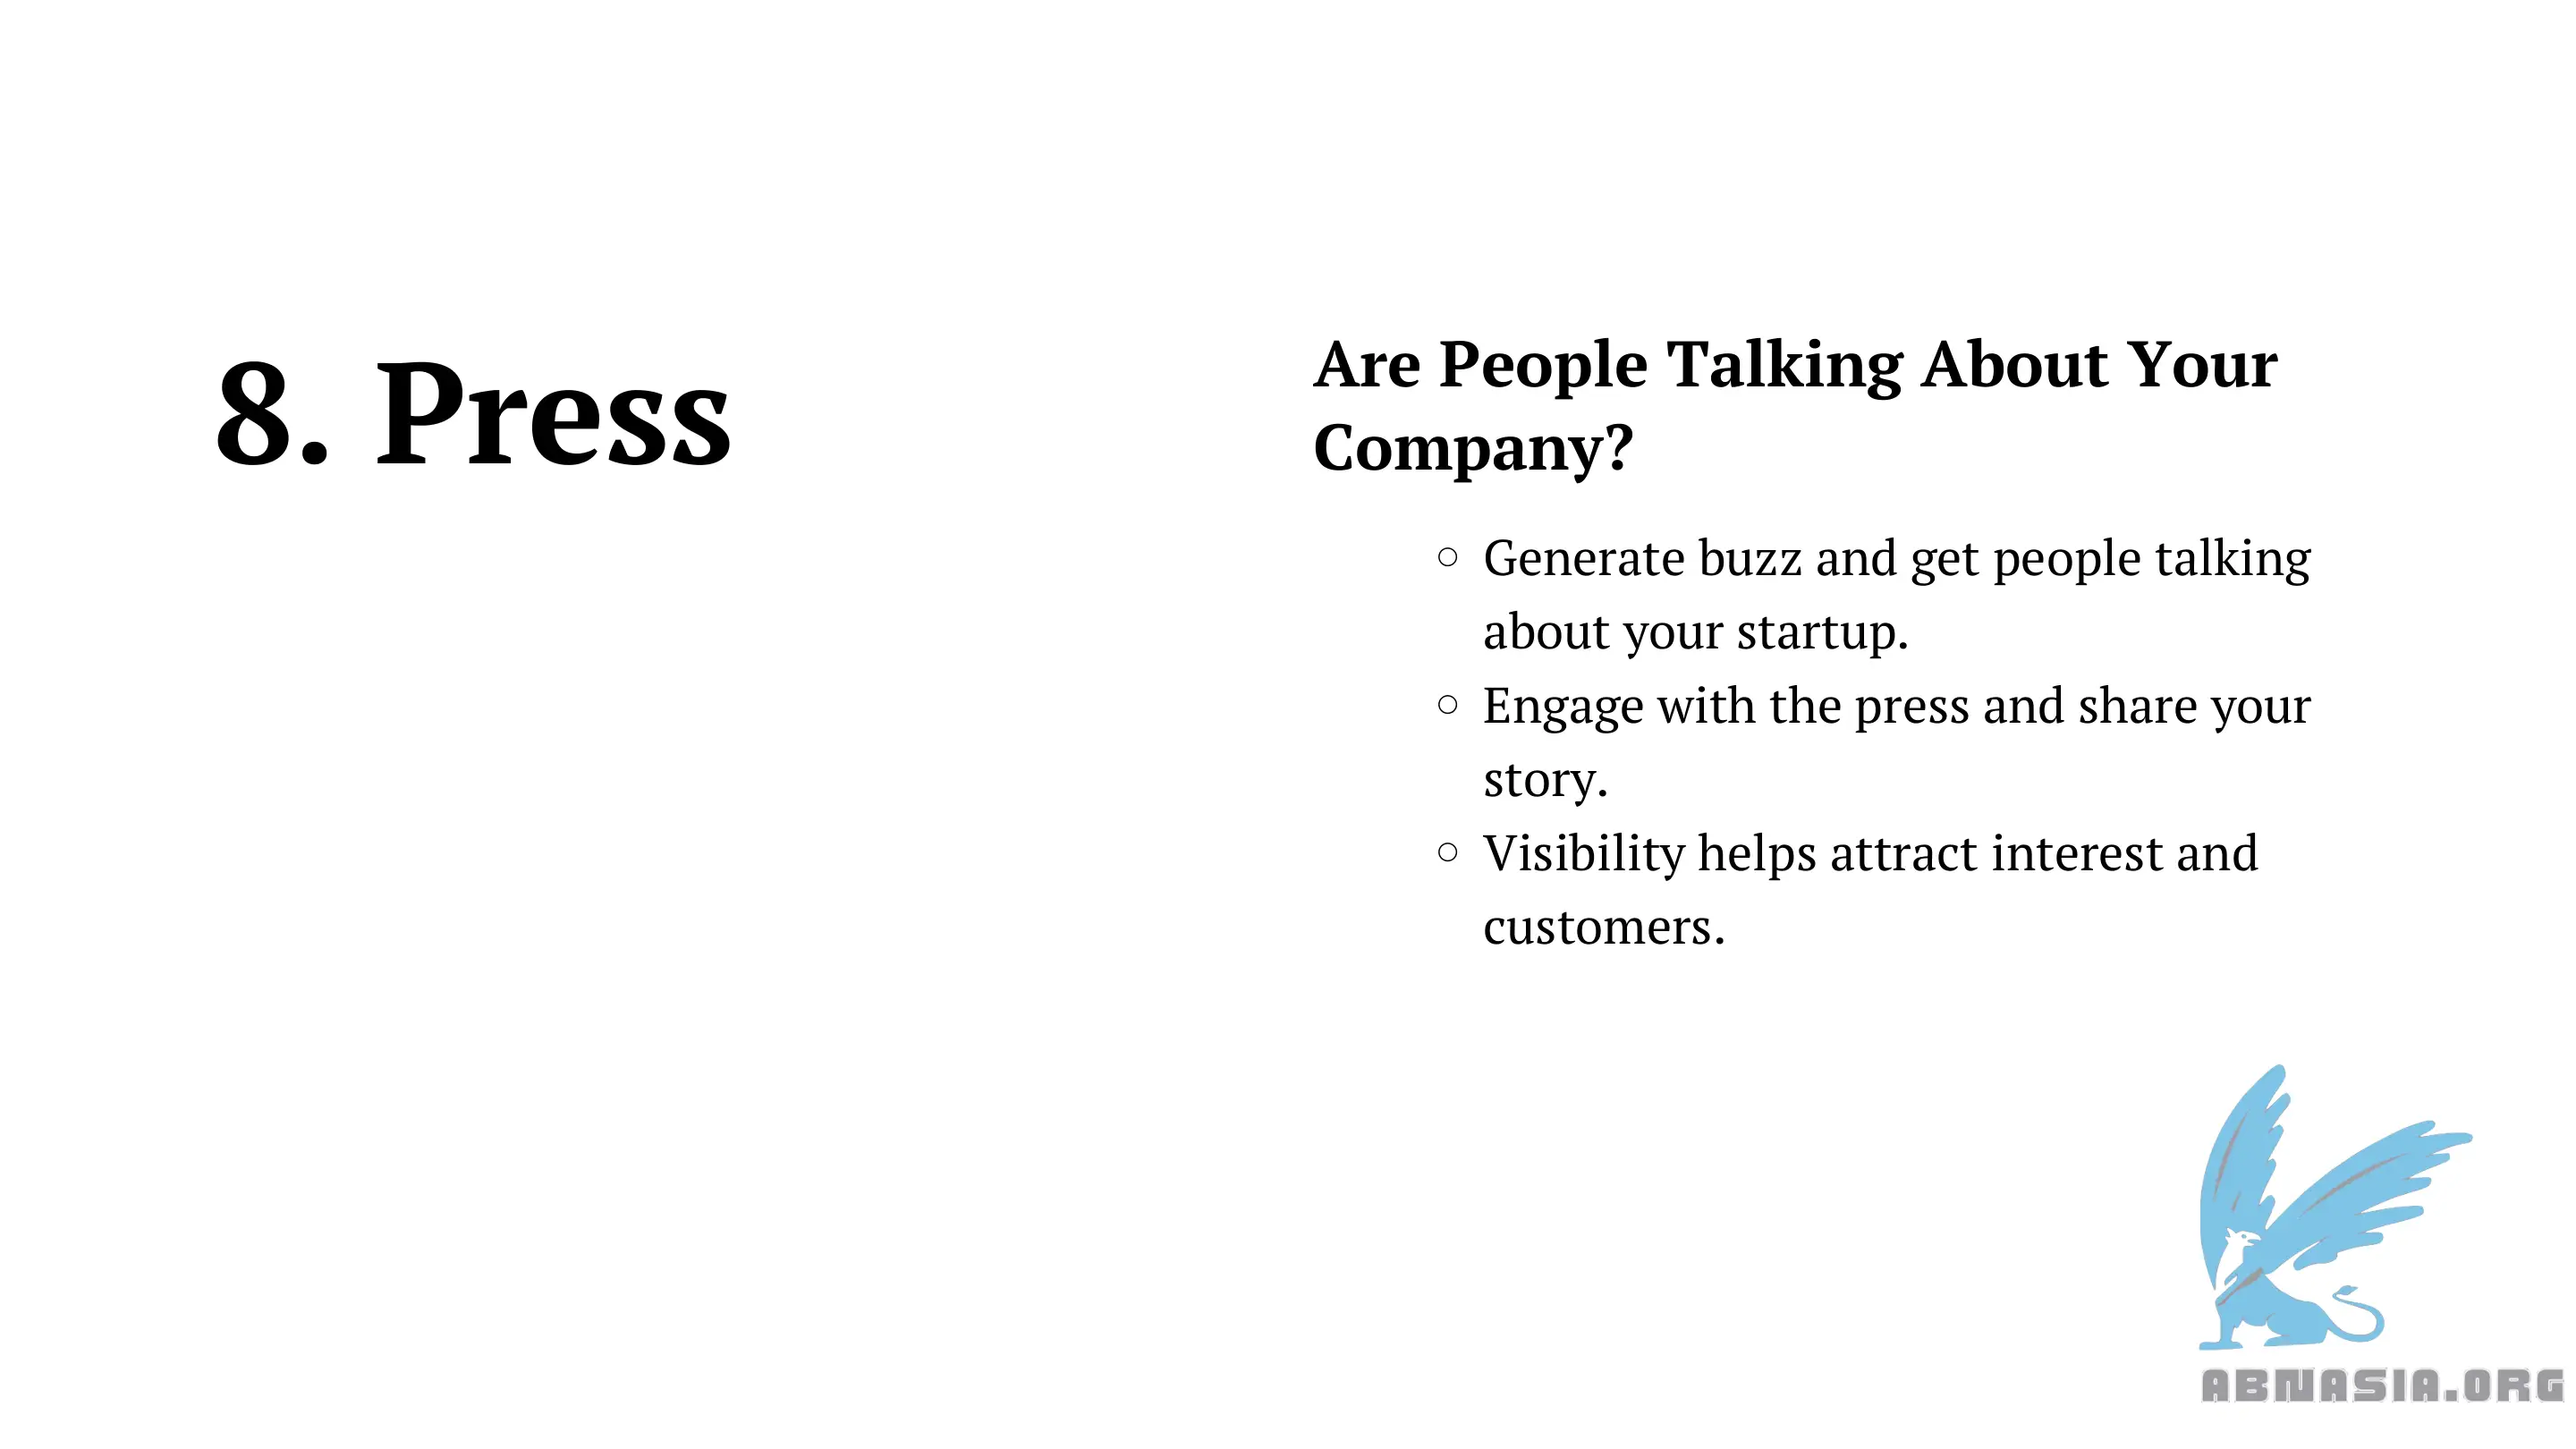 8. Press
Are People Talking About Your
Company?
Generate buzz and get people talking
about your startup.
Engage with the press and share your
story.
Visibility helps attract interest and
customers.
ABNASIA.ORG